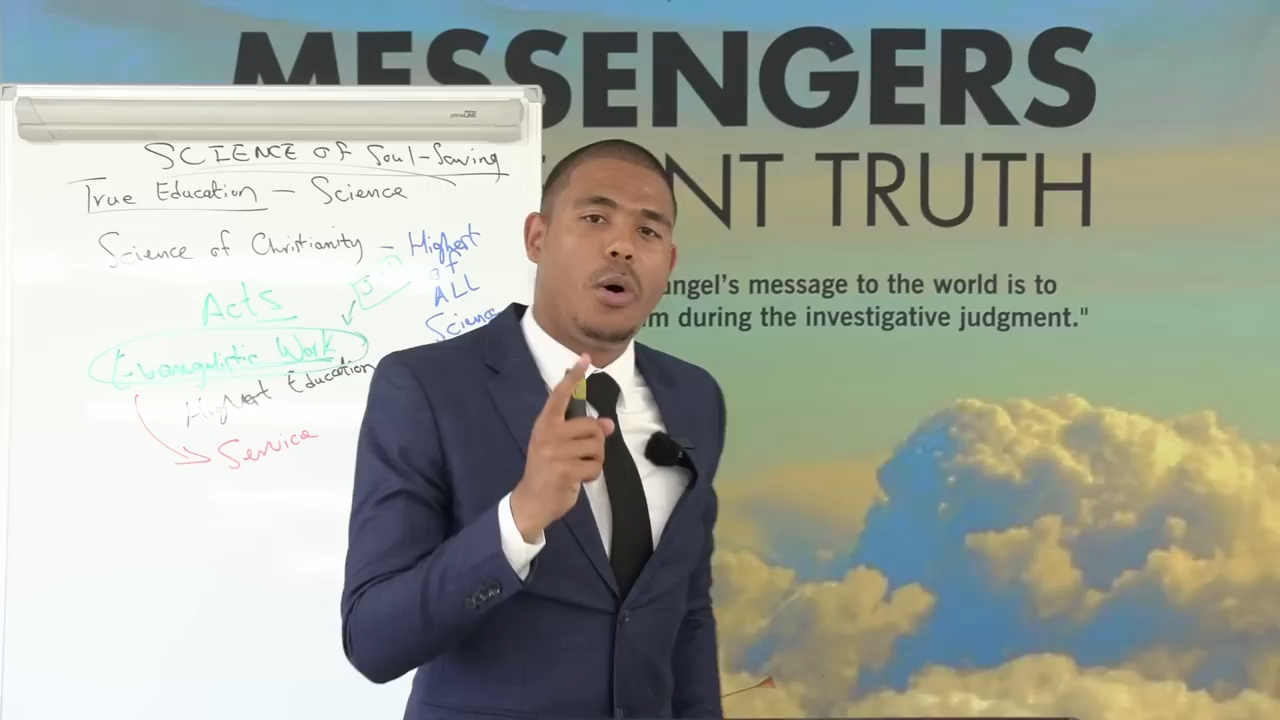 MESSENGERS
NT TRUTH
angel's message to the world is to
m during the investigative judgment."
SCIENCE of Soul-Saving
True Education - Science
Science of Christianity - Highest
of
ALL
Science
Acts
Evangelistic Work
Highest Education
Service